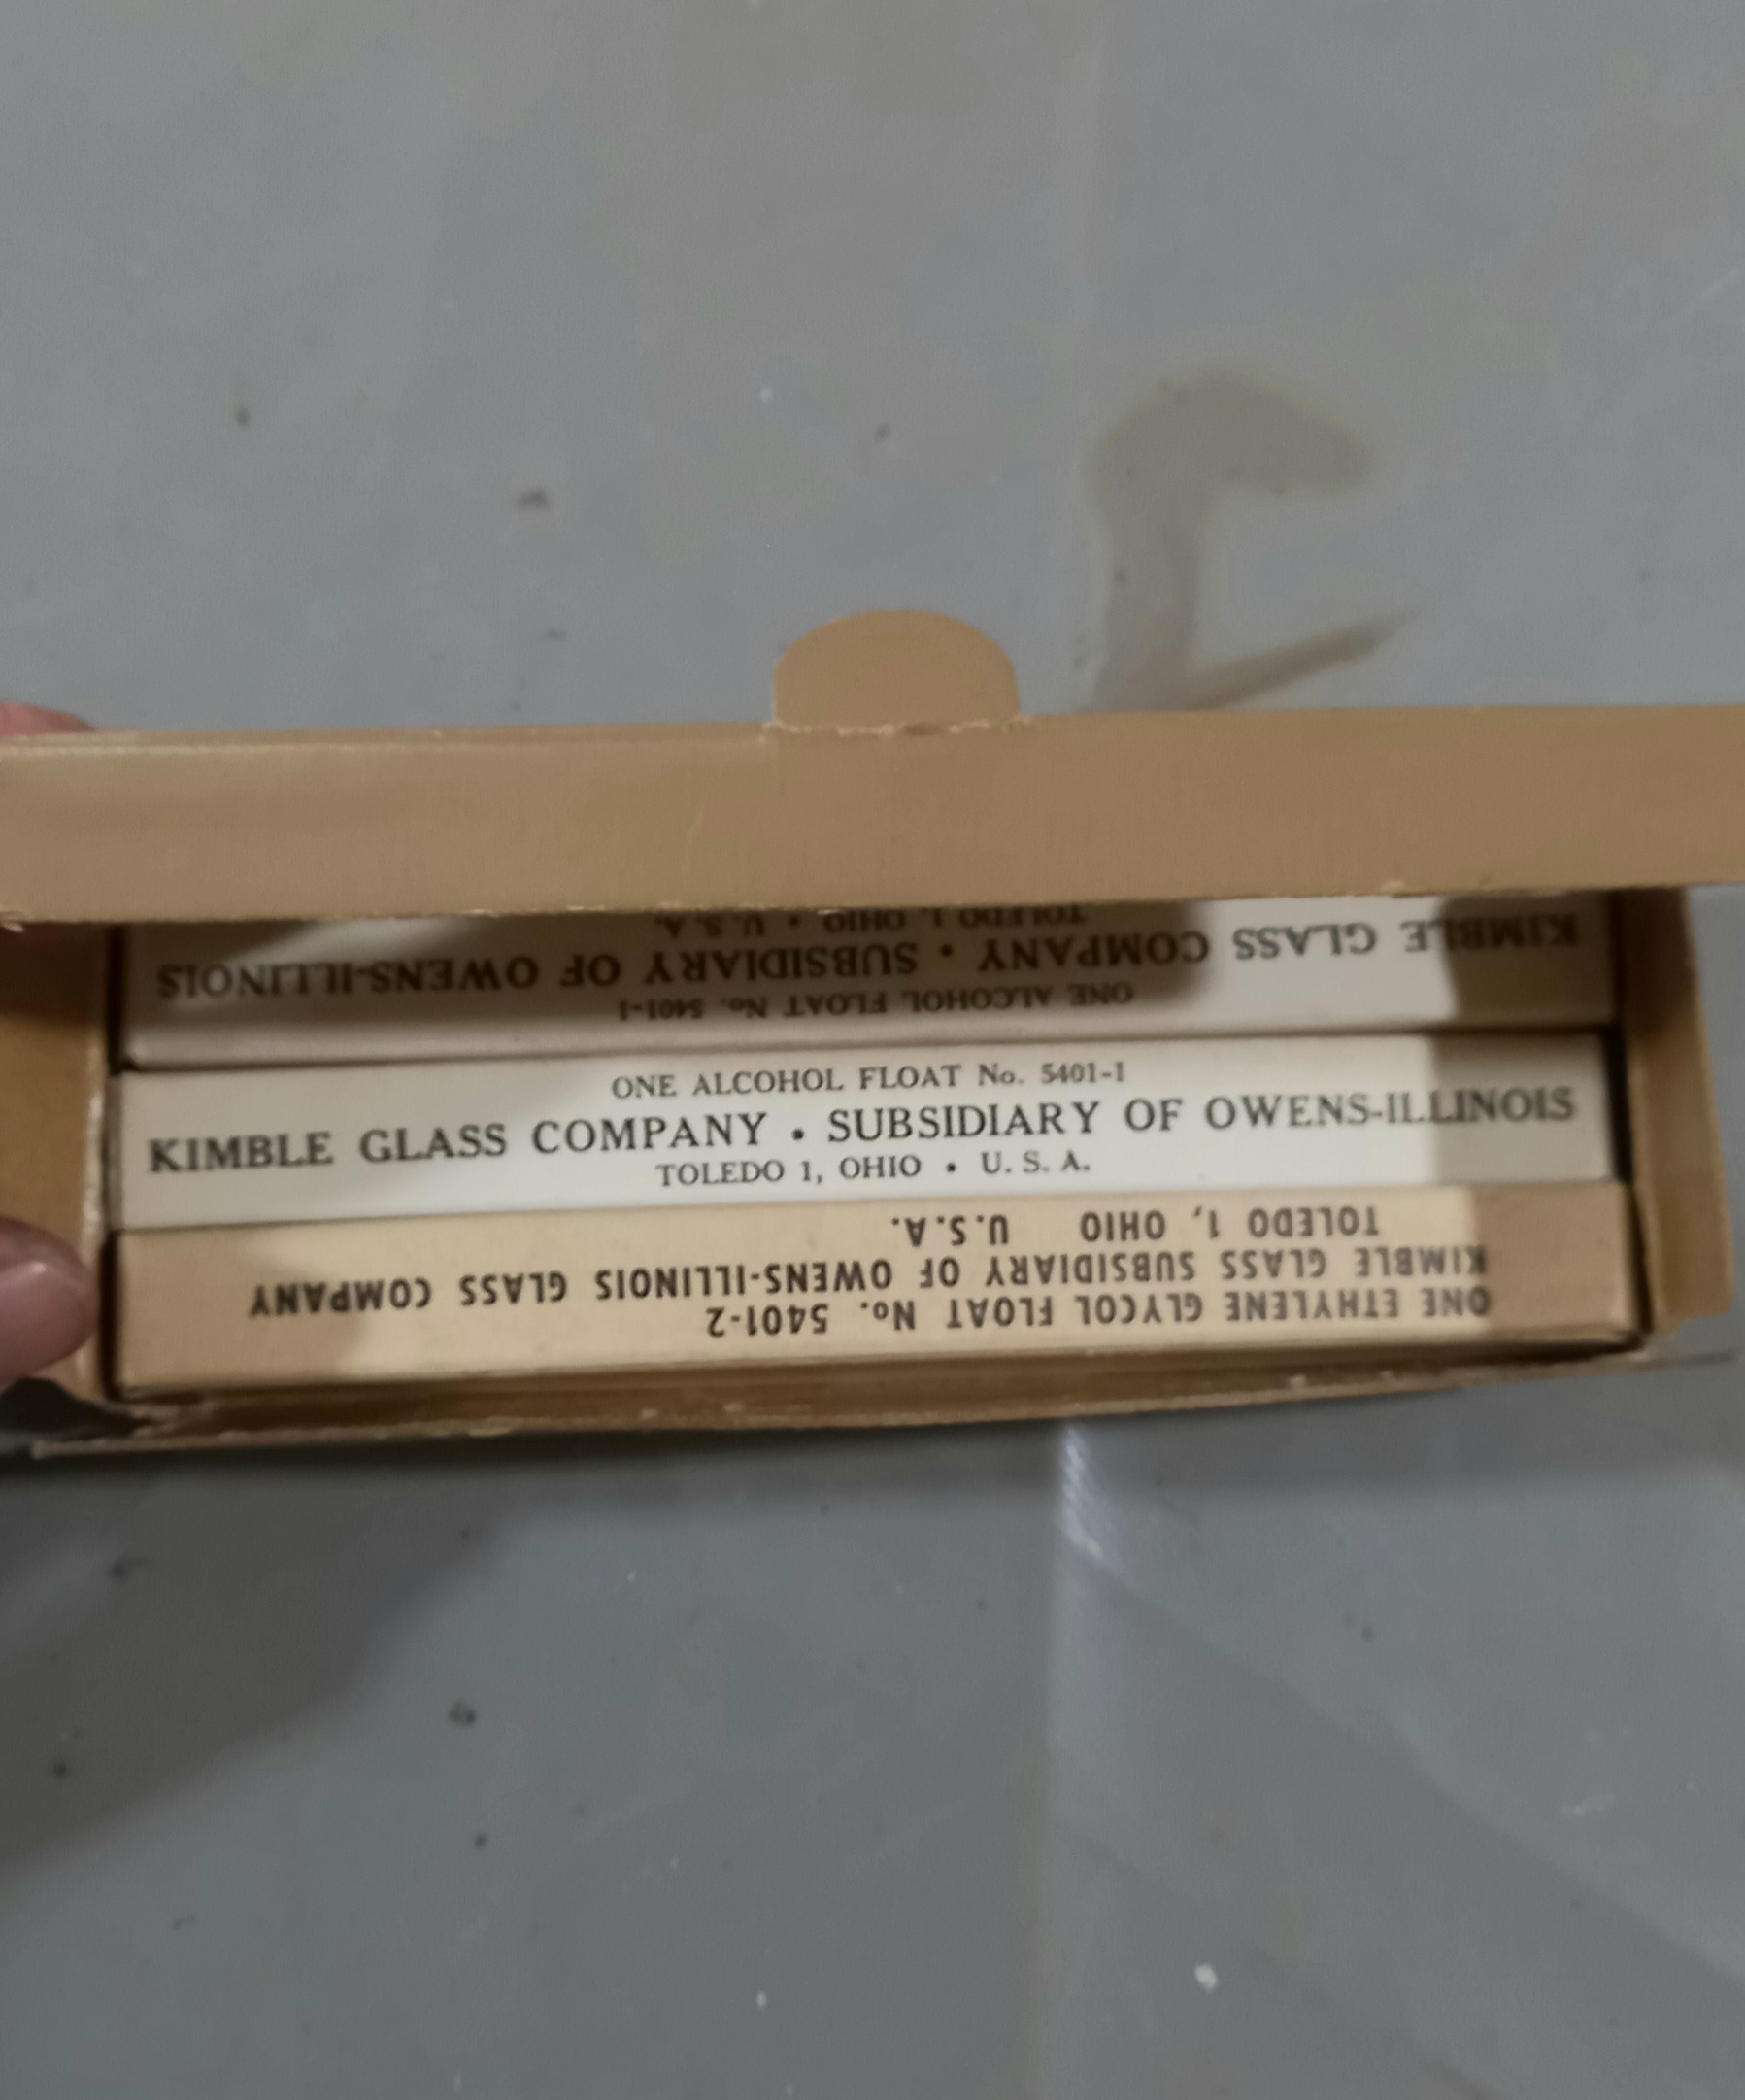 ONE ALCOHOL FLOAT No. 5401-1
KIMBLE GLASS COMPANY • SUBSIDIARY OF OWENS-ILLINOIS
TOLEDO 1, OHIO • U. S. A.
ONE ALCOHOL FLOAT No. 5401-1
KIMBLE GLASS COMPANY • SUBSIDIARY OF OWENS-ILLINOIS
TOLEDO 1, OHIO • U. S. A.
ONE ETHYLENE GLYCOL FLOAT No. 5401-2
KIMBLE GLASS SUBSIDIARY OF OWENS-ILLINOIS GLASS COMPANY
TOLEDO 1, OHIO U.S.A.